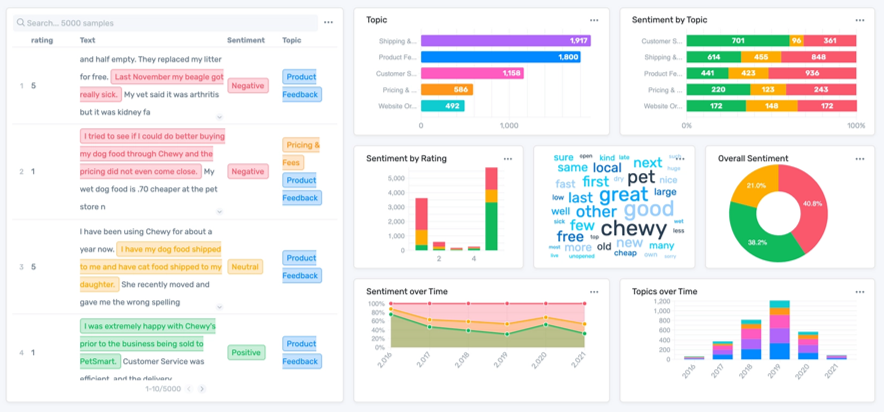 Search... 5000 samples
rating Text Sentiment Topic
and half empty. They replaced my litter
for free. Last November my beagle got
really sick. My vet said it was arthritis
but it was kidney fa
1 5
Negative
Product
Feedback
I tried to see if I could do better buying
my dog food through Chewy and the
pricing did not even come close. My
wet dog food is .70 cheaper at the pet
store n
2 1
Negative
Pricing &
Fees
Product
Feedback
I have been using Chewy for about a
year now. I have my dog food shipped
to me and have cat food shipped to my
daughter. She recently moved and
gave me the wrong spelling
3 5
Neutral
Product
Feedback
I was extremely happy with Chewy's
prior to the business being sold to
PetSmart. Customer Service was
efficient, and the delivery
4 1
Positive
Product
Feedback
1-10/5000
Topic
Shipping &...
Product Fe...
Customer S...
Pricing & ...
Website Or...
1,917
1,800
1,158
586
492
0 1,000
Sentiment by Topic
Customer S... 701 96 361
Shipping &... 614 455 848
Product Fe... 441 423 936
Pricing & ... 220 123 243
Website Or... 172 148 172
0% 100%
Sentiment by Rating
5,000
4,000
3,000
2,000
1,000
0
2 4
sure open kind late
same local next
huge
fast first dry pet nice
low last great large
well other good
sick few chewy wet
less
free top
most more old new many
live unopened cheap own sorry
Overall Sentiment
21.0%
40.8%
38.2%
Sentiment over Time
100%
80%
60%
40%
20%
0%
2,016 2,017 2,018 2,019 2,020 2,021
Topics over Time
1,200
1,000
800
600
400
200
0
2016 2017 2018 2019 2020 2021